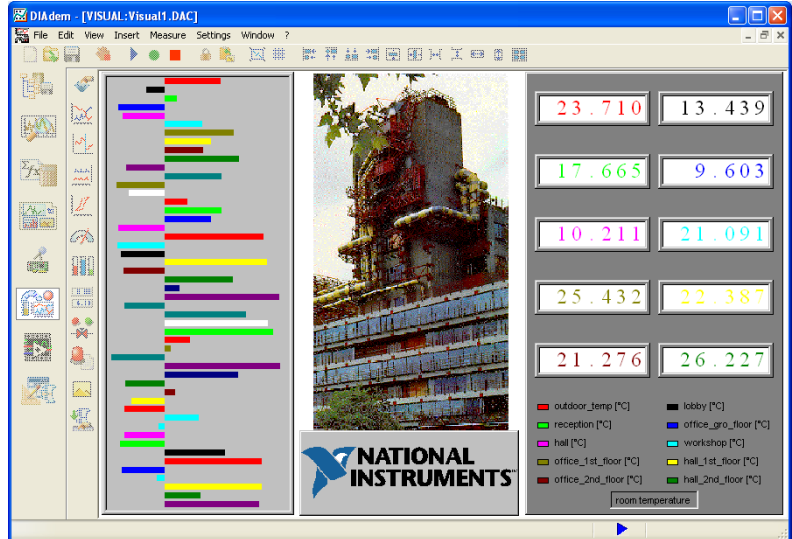 DIAdem - [VISUAL:Visual1.DAC]
File Edit View Insert Measure Settings Window ?
23.710 13.439
17.665 9.603
10.211 21.091
25.432 22.387
21.276 26.227
outdoor_temp [°C] lobby [°C]
reception [°C] office_gro_floor [°C]
hall [°C] workshop [°C]
office_1st_floor [°C] hall_1st_floor [°C]
office_2nd_floor [°C] hall_2nd_floor [°C]
room temperature
NATIONAL
INSTRUMENTS